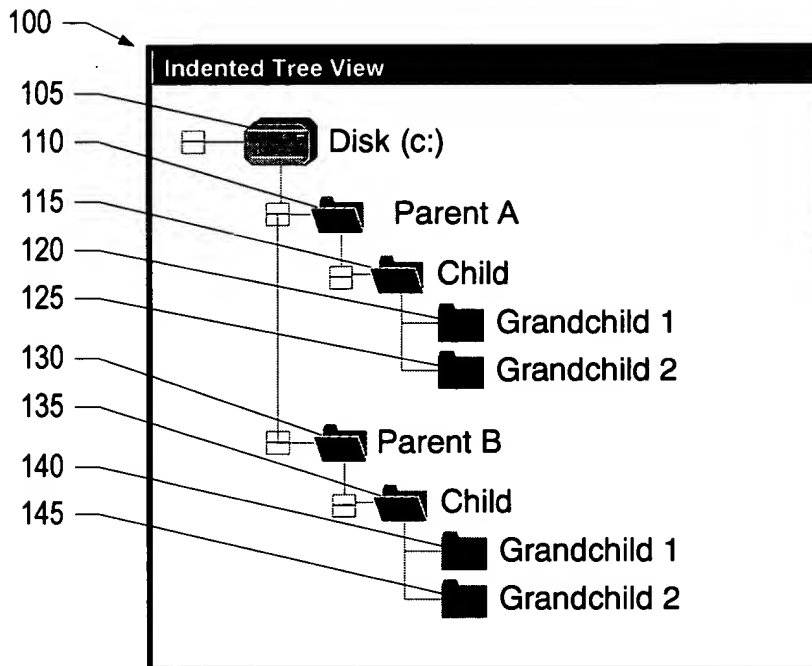 100
Indented Tree View
105
Disk (c:)
110
115
Parent A
120
Child
125
Grandchild 1
Grandchild 2
130
135
Parent B
140
Child
145
Grandchild 1
Grandchild 2